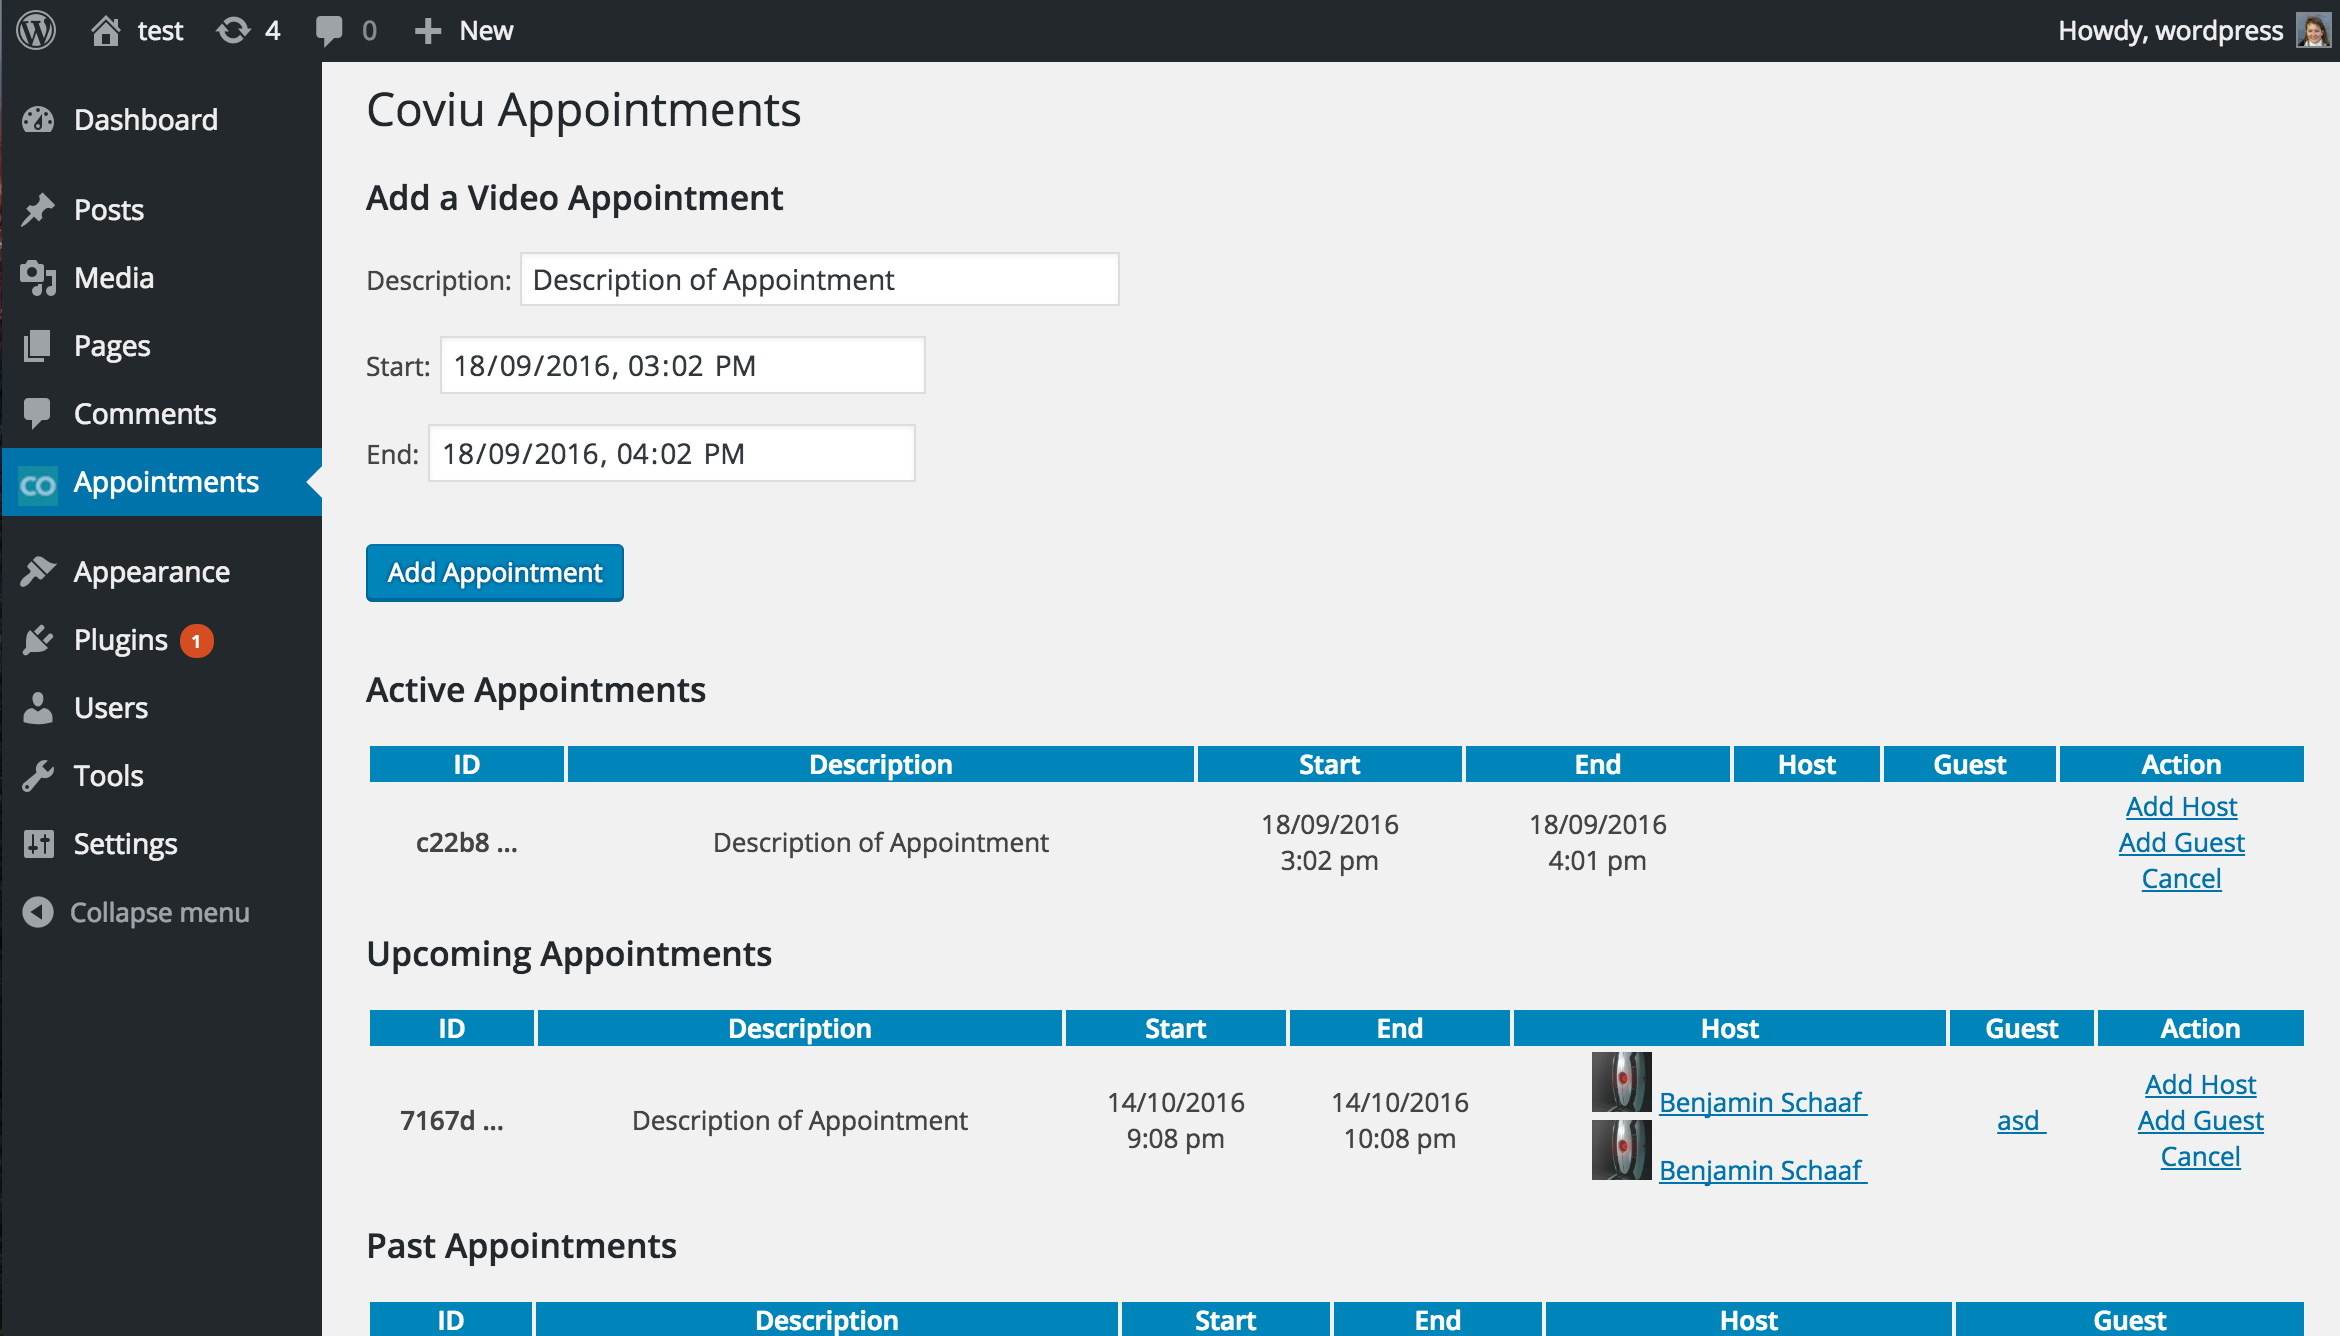 test 4 0 New Howdy, wordpress
Dashboard
Posts
Media
Pages
Comments
CO Appointments
Appearance
Plugins 1
Users
Tools
Settings
Collapse menu
Coviu Appointments
Add a Video Appointment
Description: Description of Appointment
Start: 18/09/2016, 03:02 PM
End: 18/09/2016, 04:02 PM
Add Appointment
Active Appointments
ID Description Start End Host Guest Action
c22b8 ... Description of Appointment 18/09/2016 3:02 pm 18/09/2016 4:01 pm Add Host
Add Guest
Cancel
Upcoming Appointments
ID Description Start End Host Guest Action
7167d ... Description of Appointment 14/10/2016 9:08 pm 14/10/2016 10:08 pm Benjamin Schaaf
Benjamin Schaaf
asd
Add Host
Add Guest
Cancel
Past Appointments
ID Description Start End Host Guest